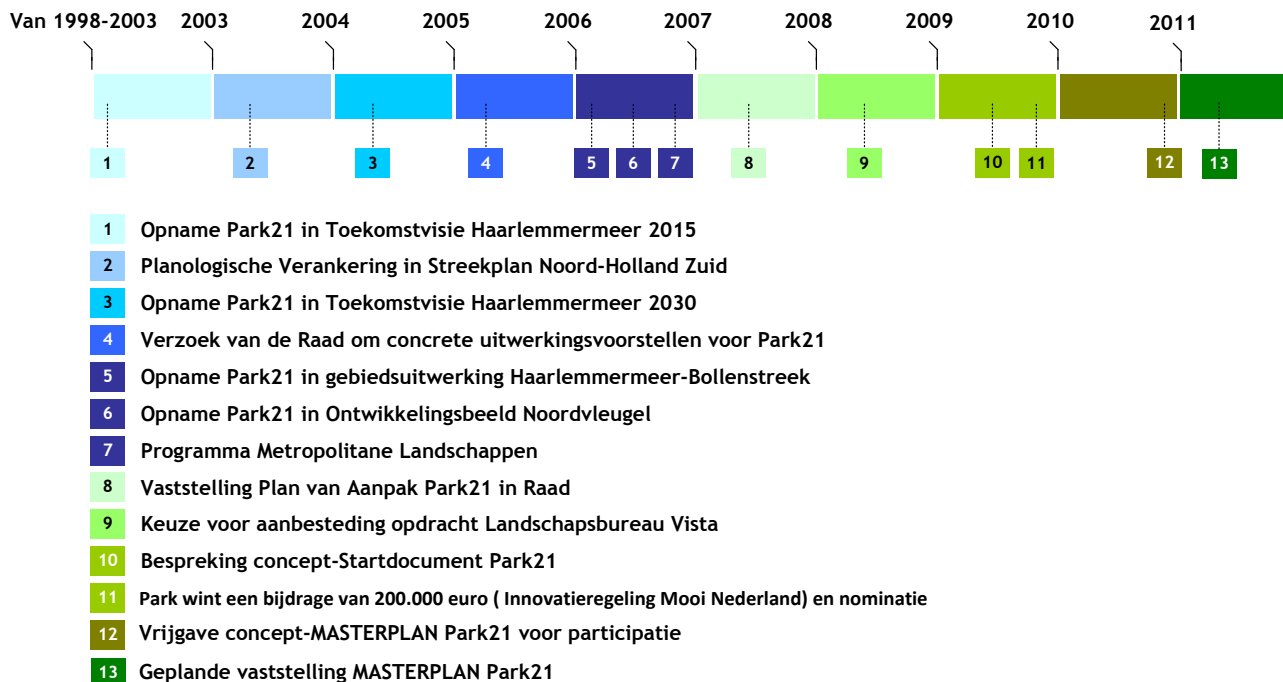 Van 1998-2003 2003 2004 2005 2006 2007 2008 2009 2010 2011
1 2 3 4 5 6 7 8 9 10 11 12 13
1 Opname Park21 in Toekomstvisie Haarlemmermeer 2015
2 Planologische Verankering in Streekplan Noord-Holland Zuid
3 Opname Park21 in Toekomstvisie Haarlemmermeer 2030
4 Verzoek van de Raad om concrete uitwerkingsvoorstellen voor Park21
5 Opname Park21 in gebiedsuitwerking Haarlemmermeer-Bollenstreek
6 Opname Park21 in Ontwikkelingsbeeld Noordvleugel
7 Programma Metropolitane Landschappen
8 Vaststelling Plan van Aanpak Park21 in Raad
9 Keuze voor aanbesteding opdracht Landschapsbureau Vista
10 Bespreking concept-Startdocument Park21
11 Park wint een bijdrage van 200.000 euro ( Innovatieregeling Mooi Nederland) en nominatie
12 Vrijgave concept-MASTERPLAN Park21 voor participatie
13 Geplande vaststelling MASTERPLAN Park21